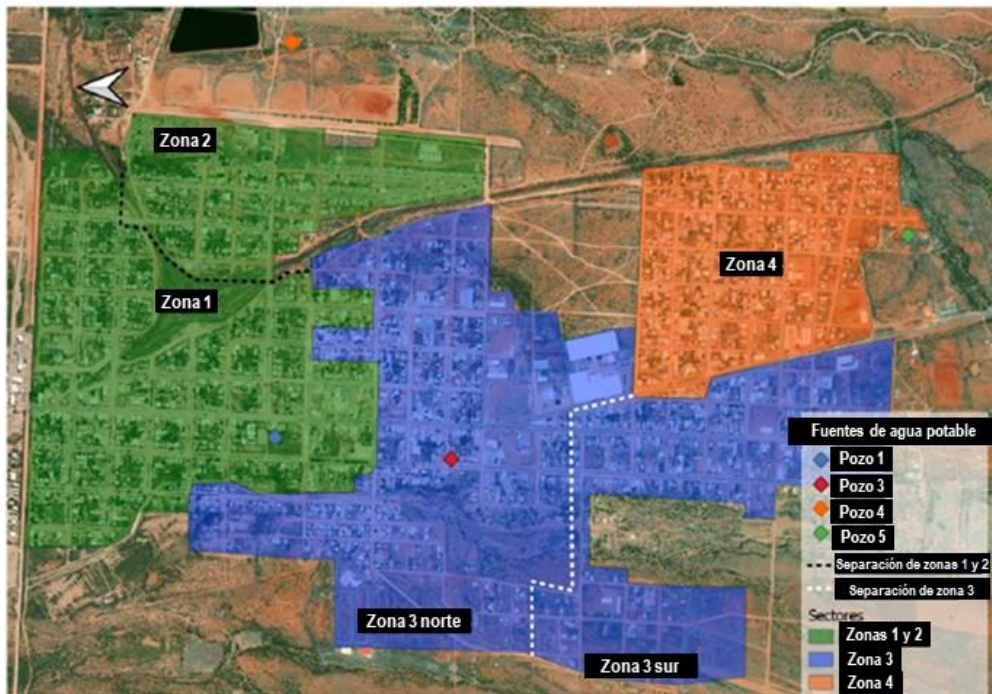 Zona 2
Zona 1
Zona 4
Zona 3 norte
Zona 3 sur
Fuentes de agua potable
Pozo 1
Pozo 3
Pozo 4
Pozo 5
Separación de zonas 1 y 2
Separación de zona 3
Sectores
Zonas 1 y 2
Zona 3
Zona 4